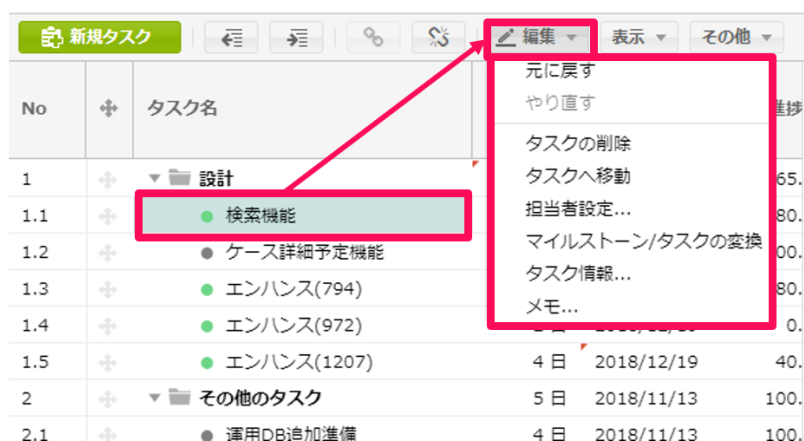 新規タスク 編集 表示 その他
No タスク名 進捗
元に戻す
やり直す
タスクの削除
タスクへ移動
担当者設定...
マイルストーン/タスクの変換
タスク情報...
メモ...
1 設計 65.
1.1 検索機能 80.
1.2 ケース詳細予定機能 00.
1.3 エンハンス(794) 80.
1.4 エンハンス(972) 0.
1.5 エンハンス(1207) 4 日 2018/12/19 40.
2 その他のタスク 5 日 2018/11/13 100.
2.1 運用DB追加準備 4 日 2018/11/13 100.